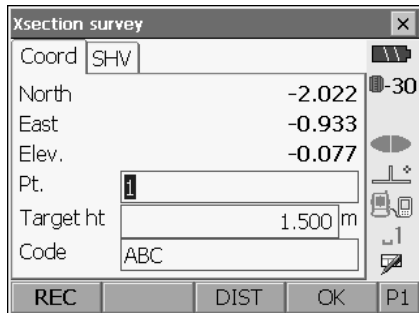 Xsection survey
Coord SHV
North -2.022
East -0.933
Elev. -0.077
Pt. 1
Target ht 1.500 m
Code ABC
-30
1
REC DIST OK P1